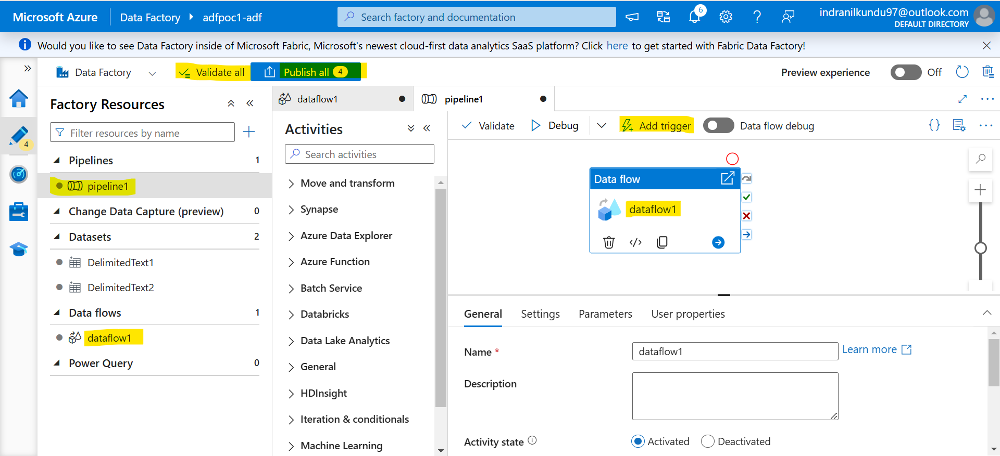 Microsoft Azure Data Factory adfpoc1-adf Search factory and documentation 6 indranilkundu97@outlook.com
DEFAULT DIRECTORY
Would you like to see Data Factory inside of Microsoft Fabric, Microsoft's newest cloud-first data analytics SaaS platform? Click here to get started with Fabric Data Factory!
Data Factory Validate all Publish all 4 Preview experience Off
4
Factory Resources
Filter resources by name
Pipelines 1
pipeline1
Change Data Capture (preview) 0
Datasets 2
DelimitedText1
DelimitedText2
Data flows 1
dataflow1
Power Query 0
dataflow1 pipeline1
Activities
Search activities
Move and transform
Synapse
Azure Data Explorer
Azure Function
Batch Service
Databricks
Data Lake Analytics
General
HDInsight
Iteration & conditionals
Machine Learning
Validate Debug Add trigger Data flow debug
Data flow
dataflow1
General Settings Parameters User properties
Name * dataflow1 Learn more
Description
Activity state Activated Deactivated